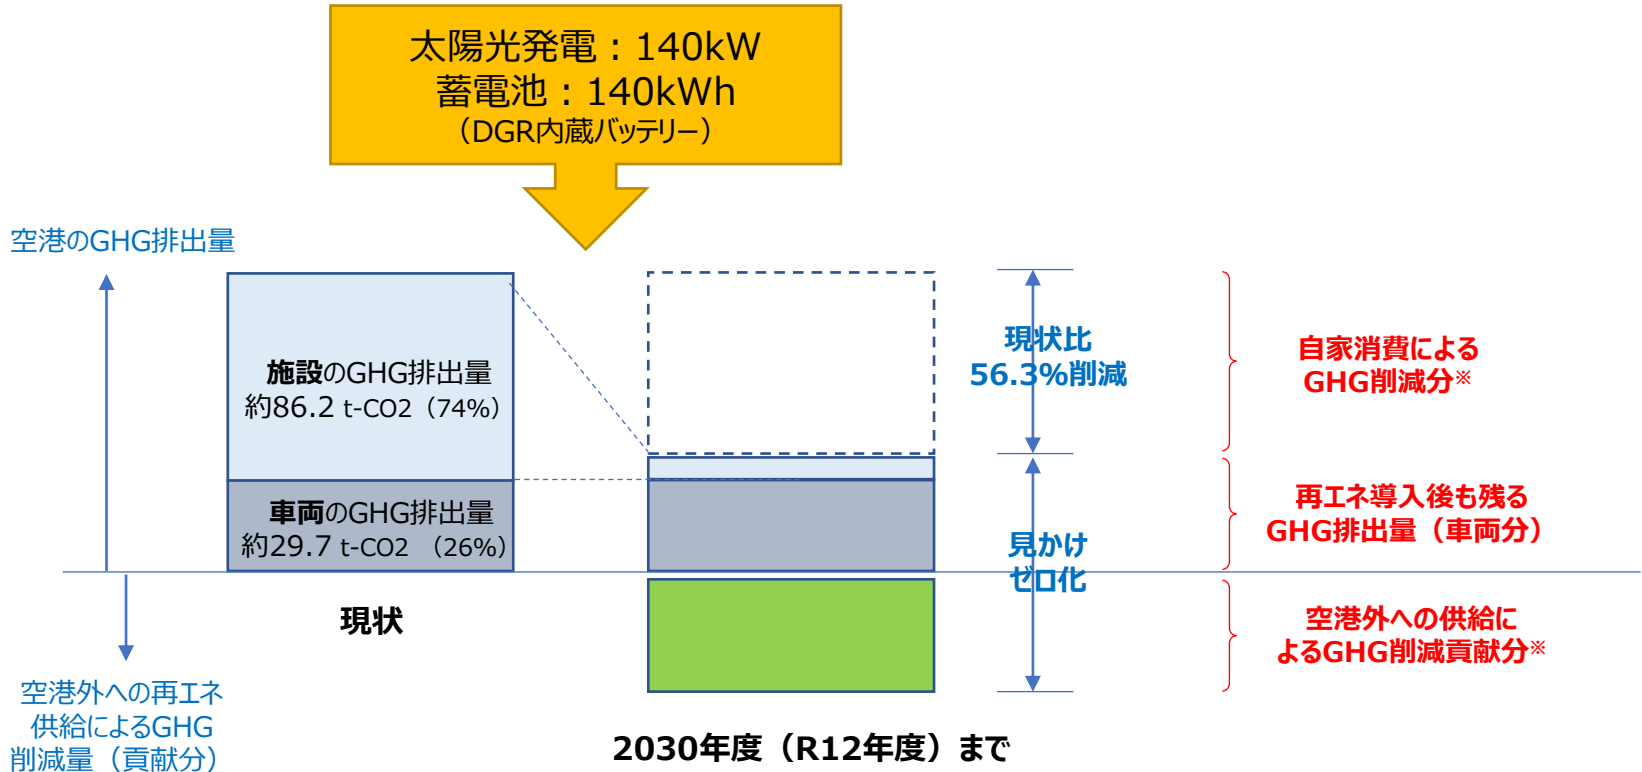 太陽光発電：140kW
蓄電池：140kWh
（DGR内蔵バッテリー）
空港のGHG排出量
施設のGHG排出量
約86.2 t-CO2（74%）
車両のGHG排出量
約29.7 t-CO2 （26%）
現状
空港外への再エネ
供給によるGHG
削減量（貢献分）
現状比
56.3%削減
見かけ
ゼロ化
2030年度（R12年度）まで
自家消費による
GHG削減分※
再エネ導入後も残る
GHG排出量（車両分）
空港外への供給に
よるGHG削減貢献分※